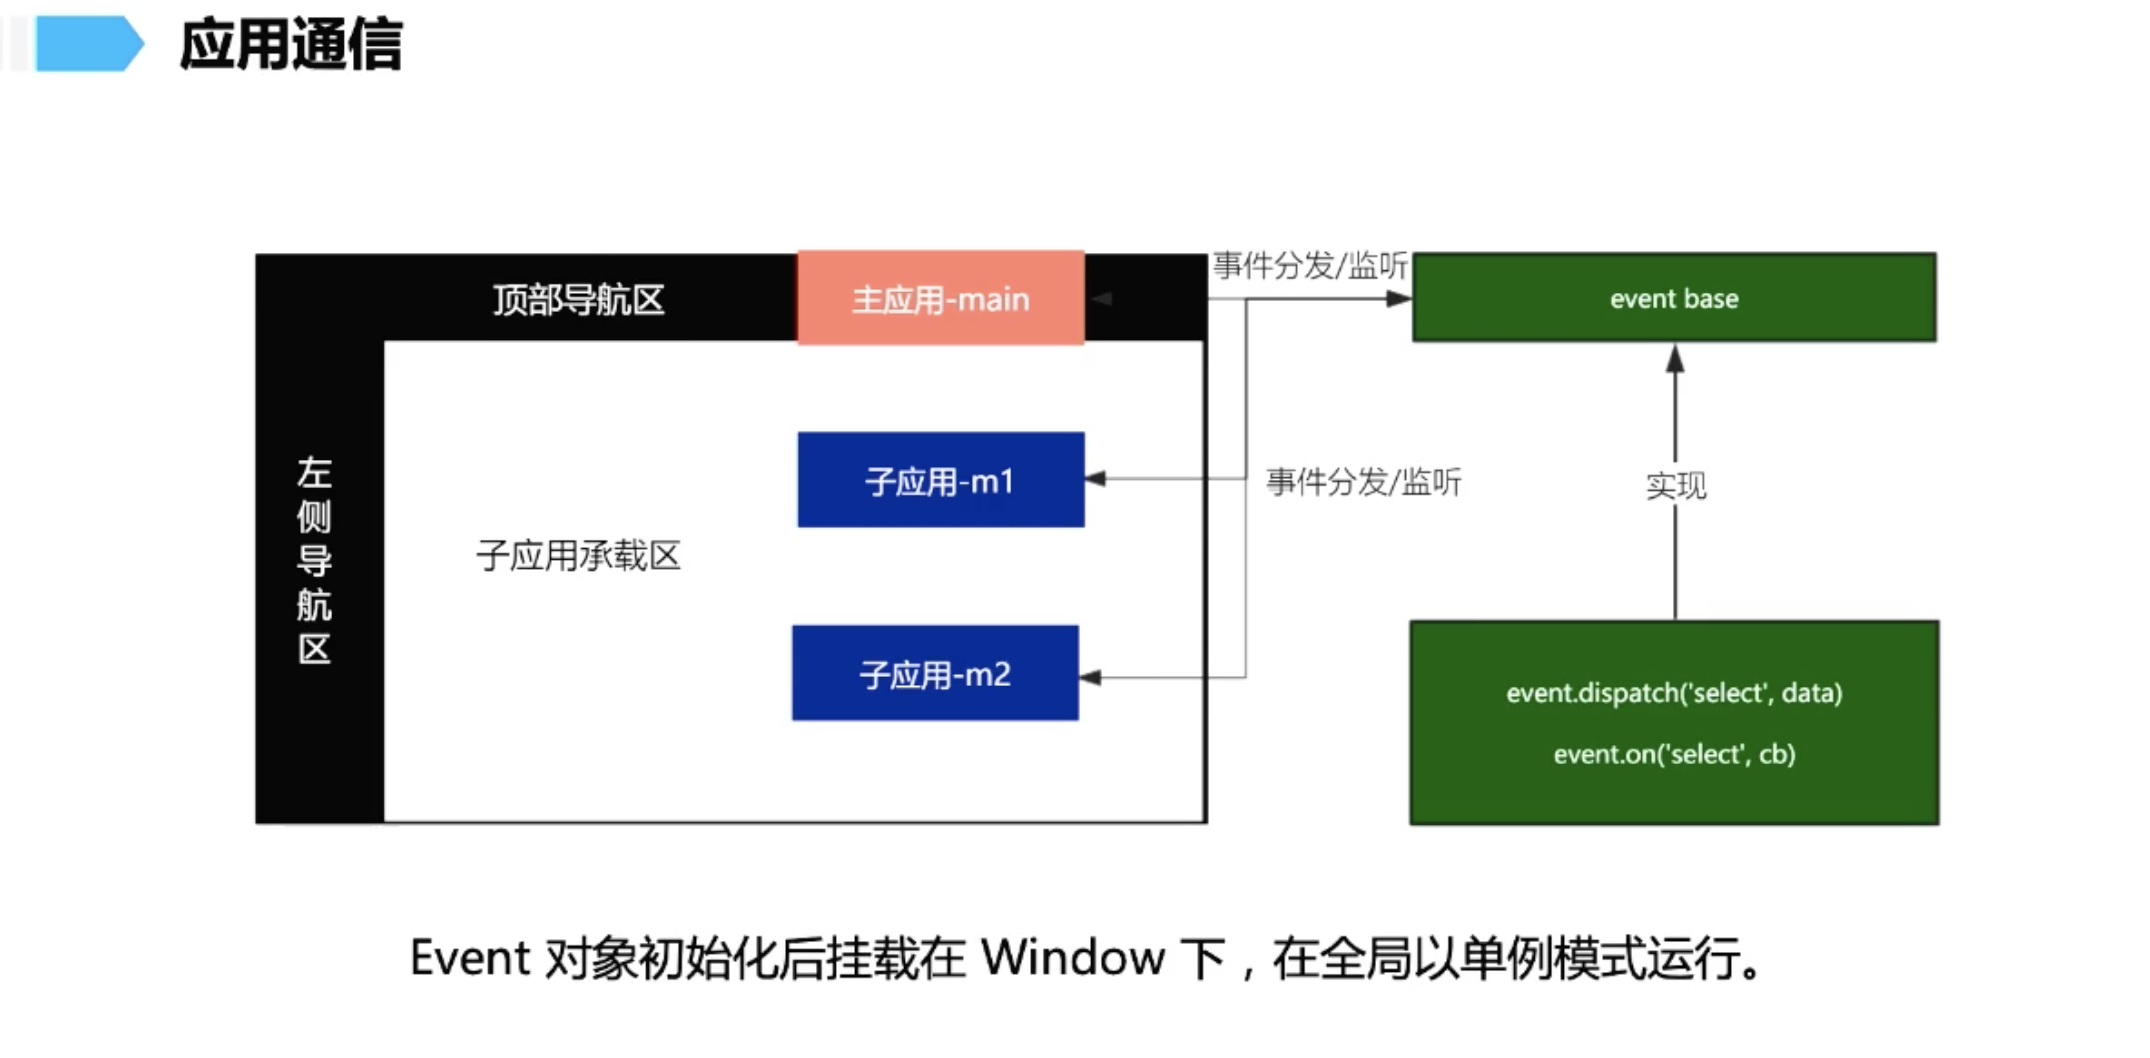 应用通信
顶部导航区
主应用-main
事件分发/监听
event base
左侧导航区
子应用-m1
事件分发/监听
实现
子应用承载区
子应用-m2
event.dispatch('select', data)
event.on('select', cb)
Event 对象初始化后挂载在 Window 下，在全局以单例模式运行。